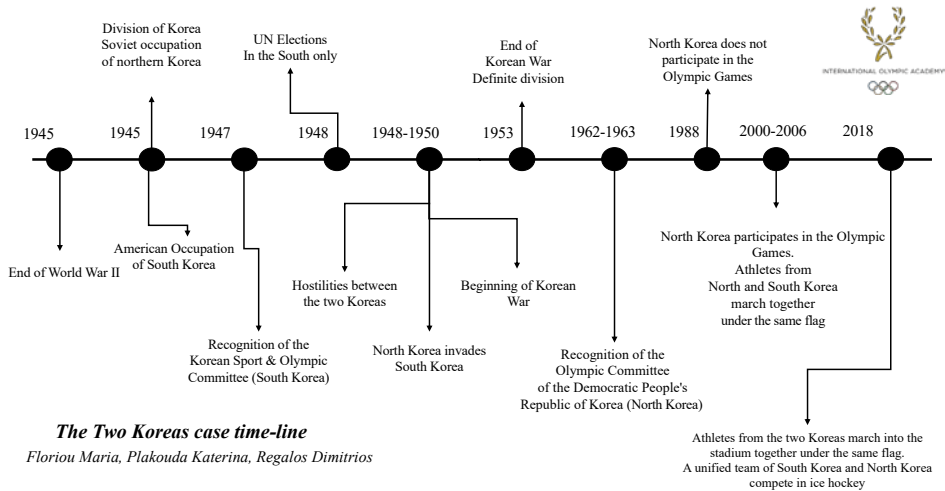 Division of Korea
Soviet occupation
of northern Korea
UN Elections
In the South only
End of
Korean War
Definite division
North Korea does not
participate in the
Olympic Games
INTERNATIONAL OLYMPIC ACADEMY
1945
1945
1947
1948
1948-1950
1953
1962-1963
1988
2000-2006
2018
End of World War II
American Occupation
of South Korea
Recognition of the
Korean Sport & Olympic
Committee (South Korea)
Hostilities between
the two Koreas
North Korea invades
South Korea
Beginning of Korean
War
Recognition of the
Olympic Committee
of the Democratic People's
Republic of Korea (North Korea)
North Korea participates in the Olympic
Games.
Athletes from
North and South Korea
march together
under the same flag
Athletes from the two Koreas march into the
stadium together under the same flag.
A unified team of South Korea and North Korea
compete in ice hockey
The Two Koreas case time-line
Floriou Maria, Plakouda Katerina, Regalos Dimitrios